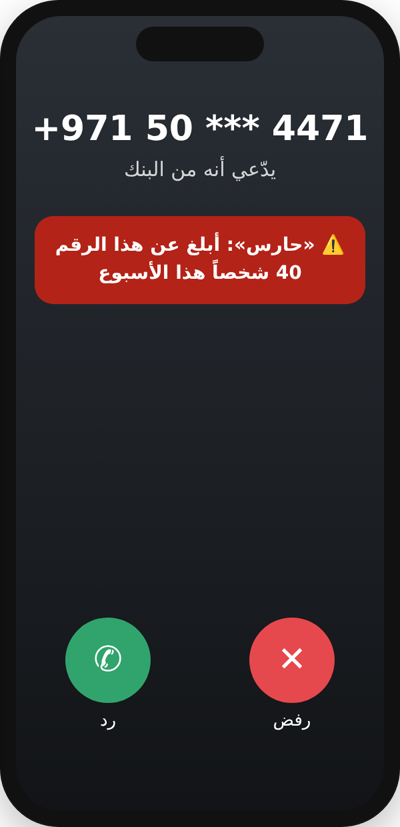 +971 50 *** 4471
يدّعي أنه من البنك
⚠️ «حارس»: أبلغ عن هذا الرقم
40 شخصاً هذا الأسبوع
رفض
رد